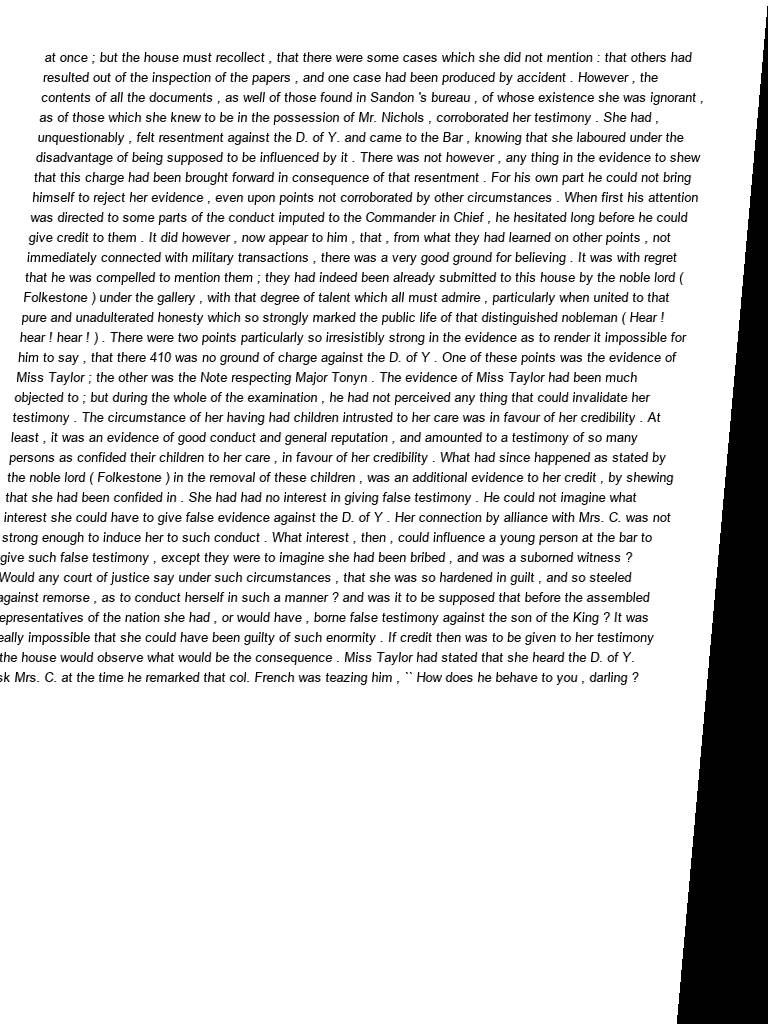 at once ; but the house must recollect , that there were some cases which she did not mention : that others had
resulted out of the inspection of the papers , and one case had been produced by accident . However , the
contents of all the documents , as well of those found in Sandon 's bureau , of whose existence she was ignorant ,
as of those which she knew to be in the possession of Mr. Nichols , corroborated her testimony . She had ,
unquestionably , felt resentment against the D. of Y. and came to the Bar , knowing that she laboured under the
disadvantage of being supposed to be influenced by it . There was not however , any thing in the evidence to shew
that this charge had been brought forward in consequence of that resentment . For his own part he could not bring
himself to reject her evidence , even upon points not corroborated by other circumstances . When first his attention
was directed to some parts of the conduct imputed to the Commander in Chief , he hesitated long before he could
give credit to them . It did however , now appear to him , that , from what they had learned on other points , not
immediately connected with military transactions , there was a very good ground for believing . It was with regret
that he was compelled to mention them ; they had indeed been already submitted to this house by the noble lord (
Folkestone ) under the gallery , with that degree of talent which all must admire , particularly when united to that
pure and unadulterated honesty which so strongly marked the public life of that distinguished nobleman ( Hear !
hear ! hear ! ) . There were two points particularly so irresistibly strong in the evidence as to render it impossible for
him to say , that there 410 was no ground of charge against the D. of Y . One of these points was the evidence of
Miss Taylor ; the other was the Note respecting Major Tonyn . The evidence of Miss Taylor had been much
objected to ; but during the whole of the examination , he had not perceived any thing that could invalidate her
testimony . The circumstance of her having had children intrusted to her care was in favour of her credibility . At
least , it was an evidence of good conduct and general reputation , and amounted to a testimony of so many
persons as confided their children to her care , in favour of her credibility . What had since happened as stated by
the noble lord ( Folkestone ) in the removal of these children , was an additional evidence to her credit , by shewing
that she had been confided in . She had had no interest in giving false testimony . He could not imagine what
interest she could have to give false evidence against the D. of Y . Her connection by alliance with Mrs. C. was not
strong enough to induce her to such conduct . What interest , then , could influence a young person at the bar to
give such false testimony , except they were to imagine she had been bribed , and was a suborned witness ?
Would any court of justice say under such circumstances , that she was so hardened in guilt , and so steeled
against remorse , as to conduct herself in such a manner ? and was it to be supposed that before the assembled
epresentatives of the nation she had , or would have , borne false testimony against the son of the King ? It was
eally impossible that she could have been guilty of such enormity . If credit then was to be given to her testimony
the house would observe what would be the consequence . Miss Taylor had stated that she heard the D. of Y.
sk Mrs. C. at the time he remarked that col. French was teazing him , `` How does he behave to you , darling ?